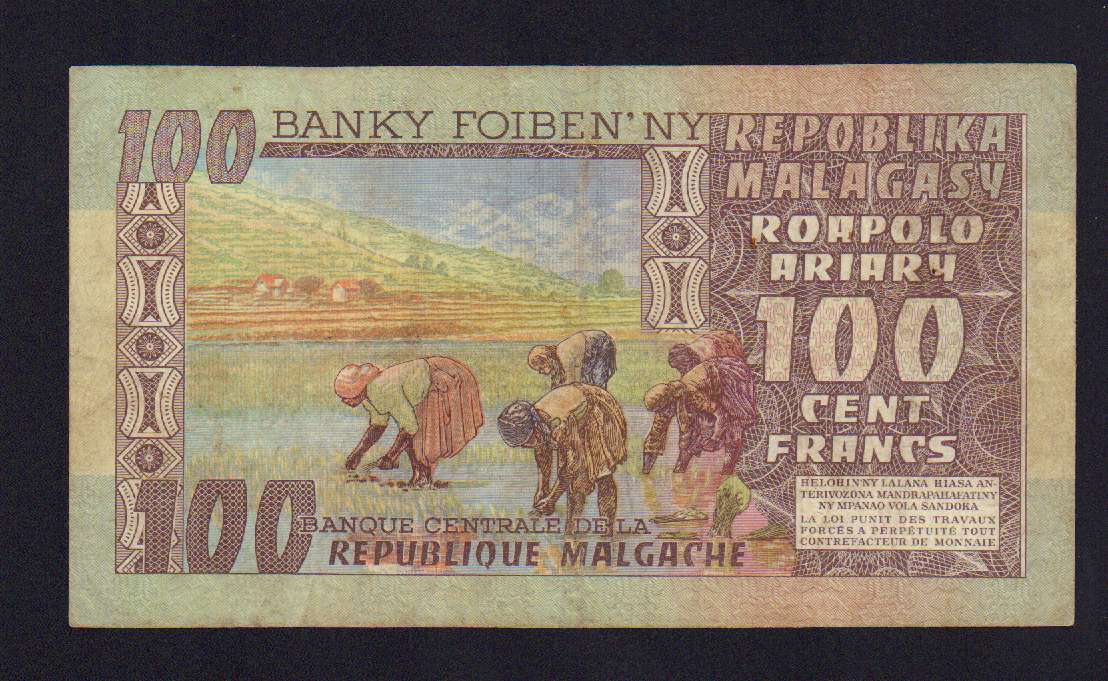 100 BANKY FOIBEN'NY
REPOBLIKA
MALAGASY
ROAPOLO
ARIARY
100
CENT
FRANCS
HELOHIN'NY LALANA HIASA AN-
TERIVOZONA MANDRAPAHAFATINY
NY MPANAO VOLA SANDOKA
LA LOI PUNIT DES TRAVAUX
FORCÉS A PERPÉTUITÉ TOUT
CONTREFACTEUR DE MONNAIE
100
BANQUE CENTRALE DE LA
REPUBLIQUE MALGACHE